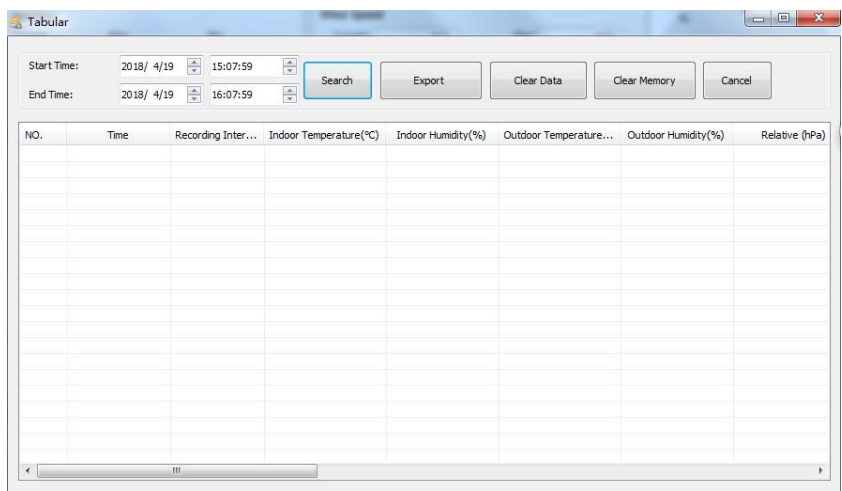 Tabular
Start Time: 2018/ 4/19 15:07:59
Search Export Clear Data Clear Memory Cancel
End Time: 2018/ 4/19 16:07:59
NO. Time Recording Inter... Indoor Temperature(°C) Indoor Humidity(%) Outdoor Temperature... Outdoor Humidity(%) Relative (hPa)